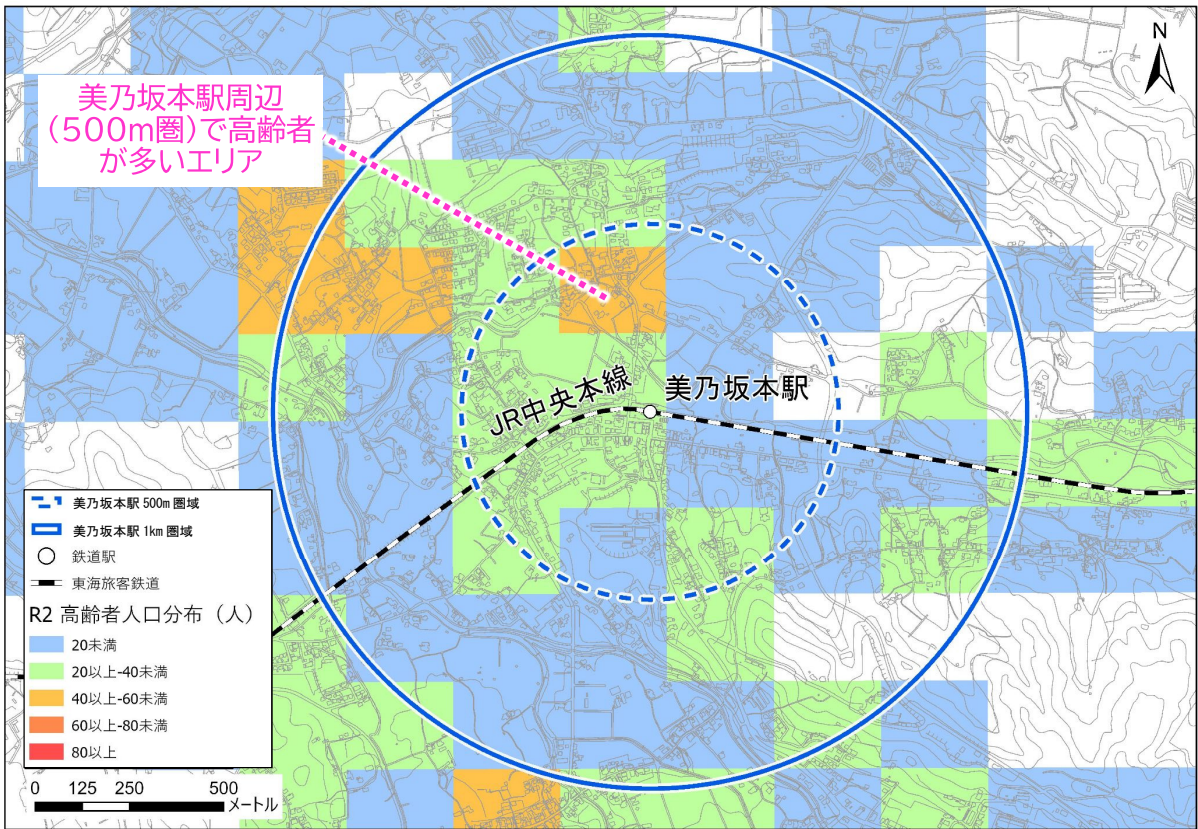 美乃坂本駅周辺
(500m圏)で高齢者
が多いエリア
N
JR中央本線
美乃坂本駅
美乃坂本駅 500m 圏域
美乃坂本駅 1km 圏域
鉄道駅
東海旅客鉄道
R2 高齢者人口分布（人）
20未満
20以上-40未満
40以上-60未満
60以上-80未満
80以上
0 125 250 500 メートル